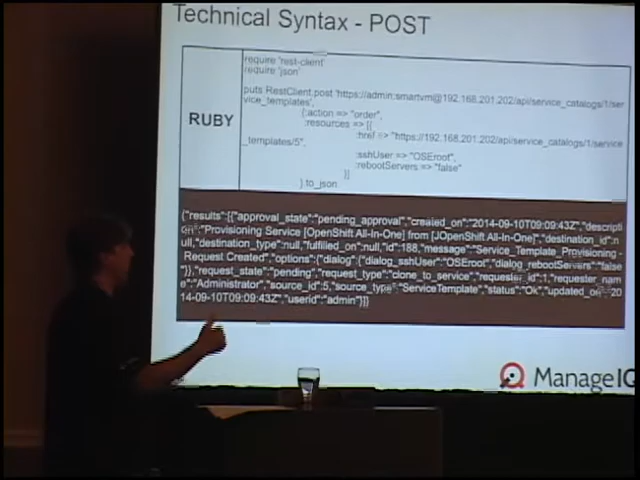 Technical Syntax - POST
require 'rest-client'
require 'json'
puts RestClient.post 'https://admin:smartvm@192.168.201.202/api/service_catalogs/1/ser
vice_templates',
{:action => "order",
:resources => [{
:href => "https://192.168.201.202/api/service_catalogs/1/service
_templates/5",
:sshUser => "OSEroot",
:rebootServers => "false"
}]
}.to_json
RUBY
{"results":[{"approval_state":"pending_approval","created_on":"2014-09-10T09:09:43Z","descripti
on":"Provisioning Service [OpenShift All-In-One] from [JOpenShift All-In-One]","destination_id":n
ull,"destination_type":null,"fulfilled_on":null,"id":188,"message":"Service_Template_Provisioning -
Request Created","options":{"dialog":{"dialog_sshUser":"OSEroot","dialog_rebootServers":"false"
}},"request_state":"pending","request_type":"clone_to_service","requester_id":1,"requester_nam
e":"Administrator","source_id":5,"source_type":"ServiceTemplate","status":"Ok","updated_on":"20
14-09-10T09:09:43Z","userid":"admin"}]}
ManageIQ